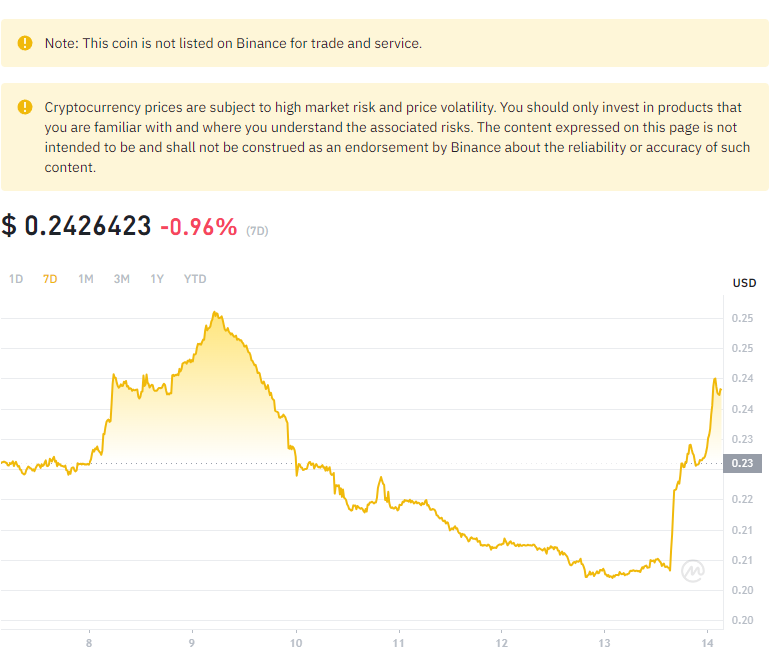 Note: This coin is not listed on Binance for trade and service.
Cryptocurrency prices are subject to high market risk and price volatility. You should only invest in products that
you are familiar with and where you understand the associated risks. The content expressed on this page is not
intended to be and shall not be construed as an endorsement by Binance about the reliability or accuracy of such
content.
$ 0.2426423 -0.96% (7D)
1D 7D 1M 3M 1Y YTD
USD
0.25
0.25
0.24
0.24
0.23
0.23
0.22
0.21
0.21
0.20
0.20
8 9 10 11 12 13 14